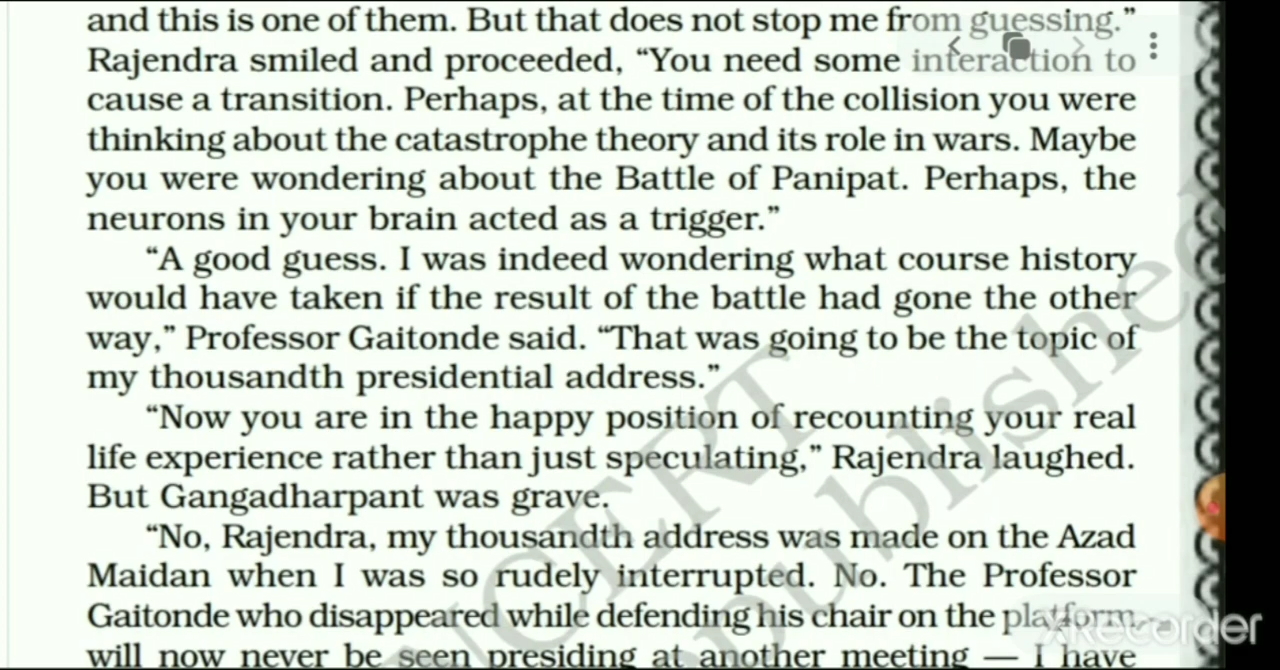 and this is one of them. But that does not stop me from guessing.”
Rajendra smiled and proceeded, “You need some interaction to
cause a transition. Perhaps, at the time of the collision you were
thinking about the catastrophe theory and its role in wars. Maybe
you were wondering about the Battle of Panipat. Perhaps, the
neurons in your brain acted as a trigger.”
“A good guess. I was indeed wondering what course history
would have taken if the result of the battle had gone the other
way,” Professor Gaitonde said. “That was going to be the topic of
my thousandth presidential address.”
“Now you are in the happy position of recounting your real
life experience rather than just speculating,” Rajendra laughed.
But Gangadharpant was grave.
“No, Rajendra, my thousandth address was made on the Azad
Maidan when I was so rudely interrupted. No. The Professor
Gaitonde who disappeared while defending his chair on the platform
will now never be seen presiding at another meeting — I have
NCERT
published
XRecorder